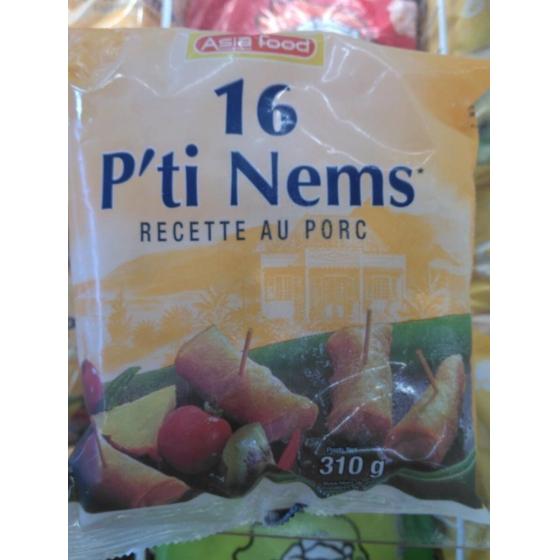 Asia food
16
P'ti Nems*
RECETTE AU PORC
310 g